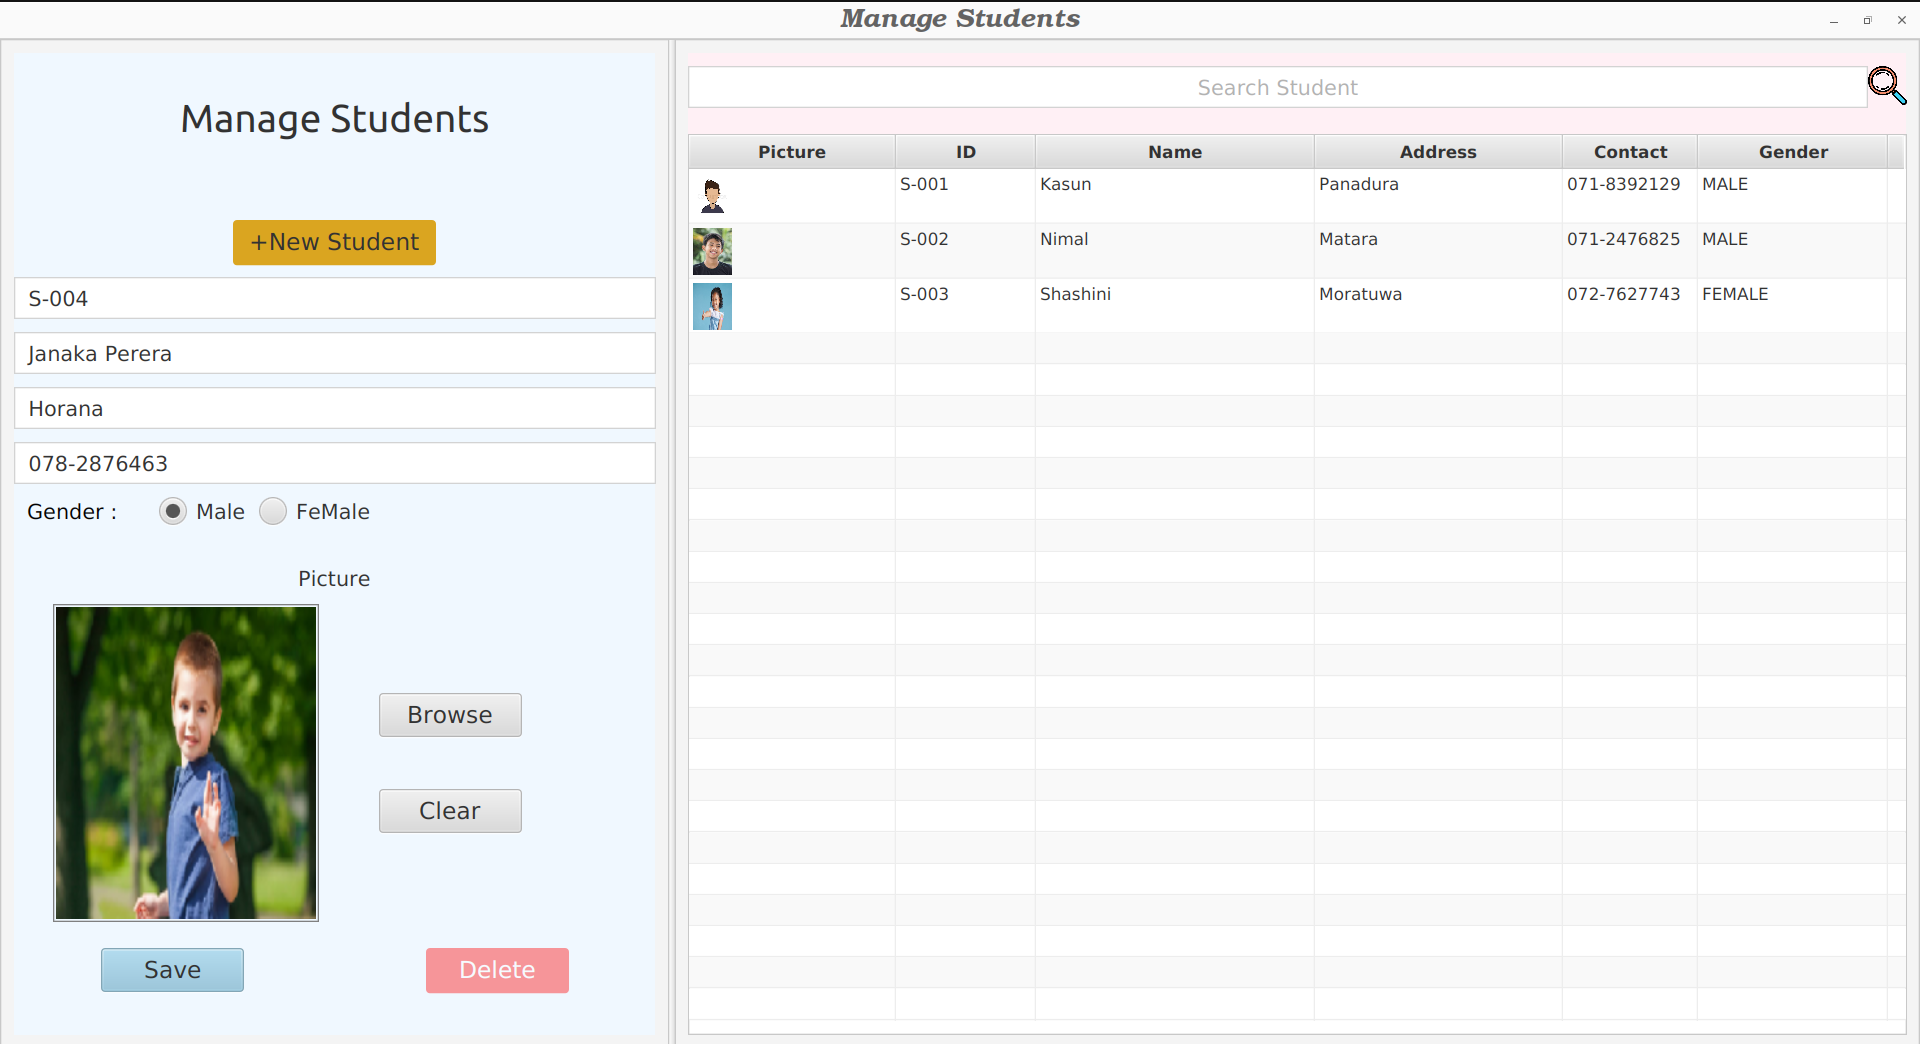 Manage Students
Manage Students
+New Student
S-004
Janaka Perera
Horana
078-2876463
Gender : Male FeMale
Picture
Browse
Clear
Save Delete
Search Student
Picture ID Name Address Contact Gender
S-001 Kasun Panadura 071-8392129 MALE
S-002 Nimal Matara 071-2476825 MALE
S-003 Shashini Moratuwa 072-7627743 FEMALE